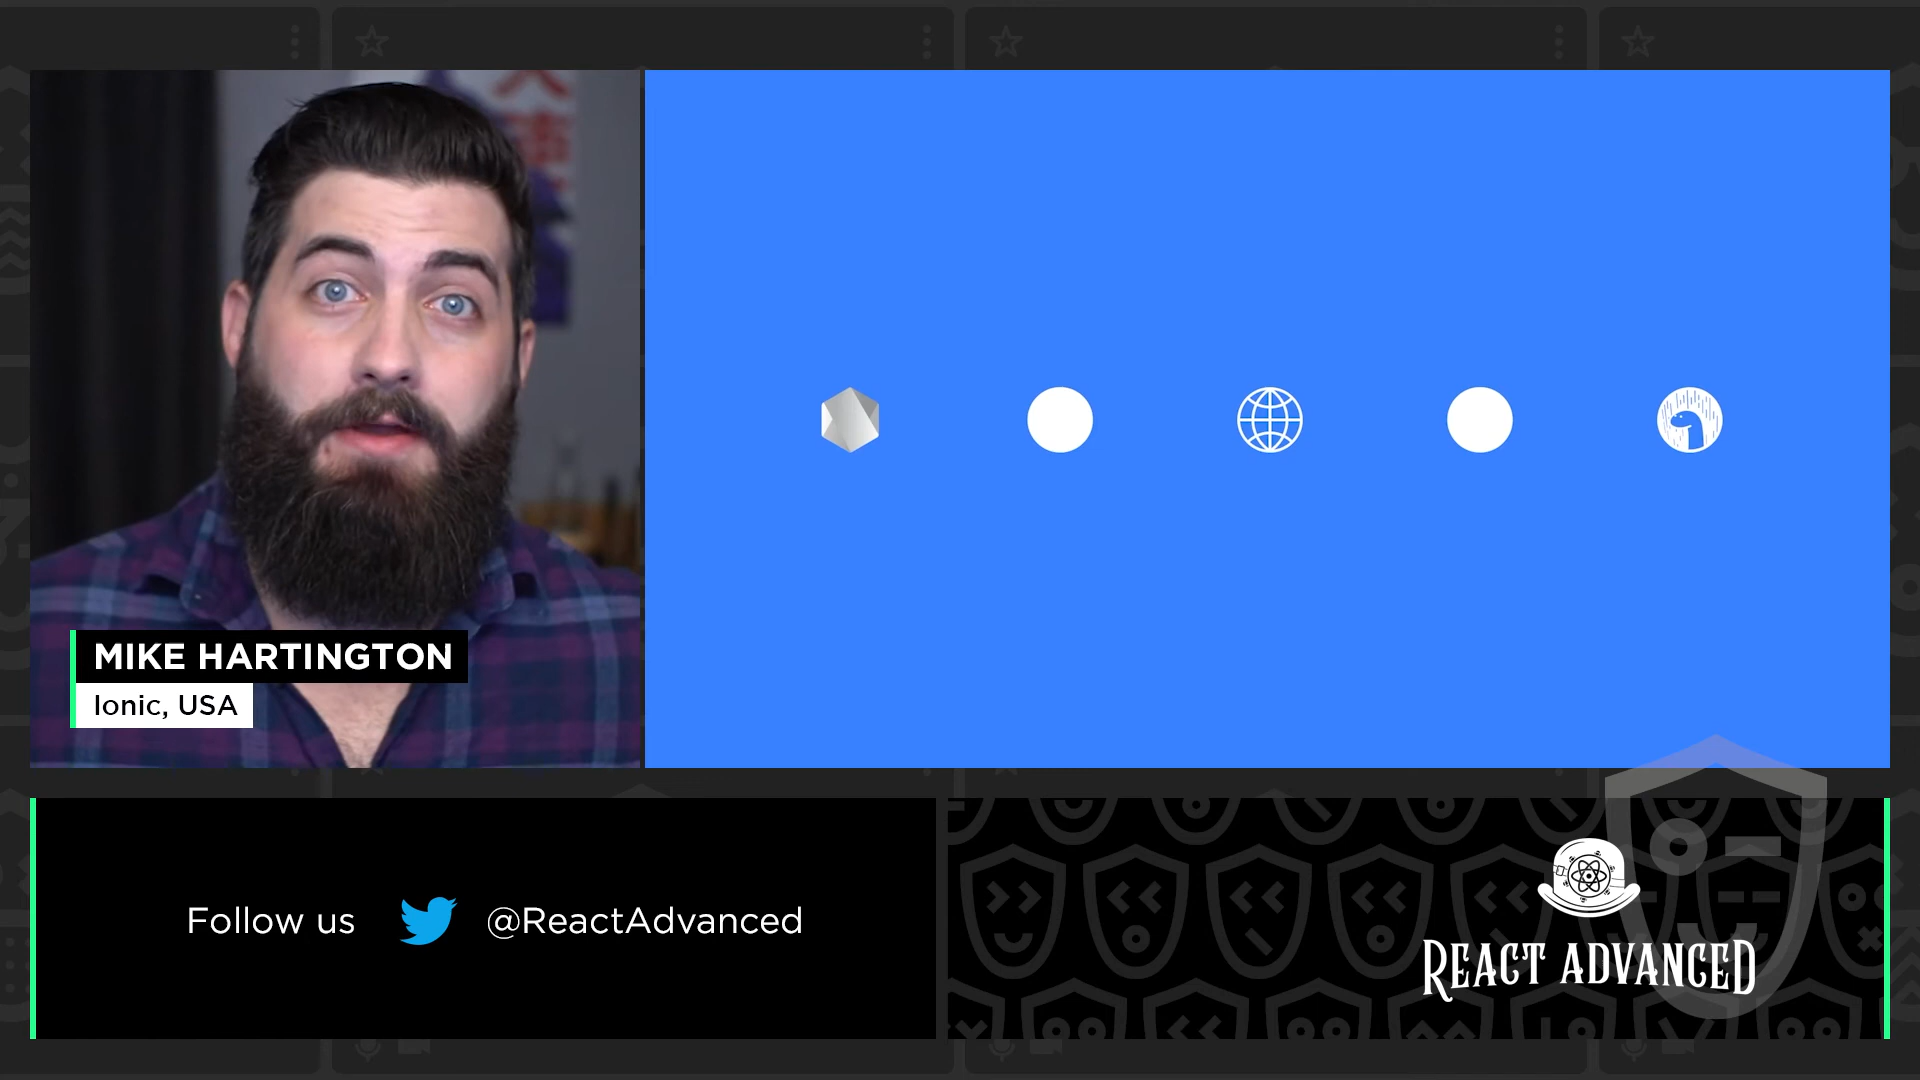 MIKE HARTINGTON
Ionic, USA
Follow us @ReactAdvanced
REACT ADVANCED